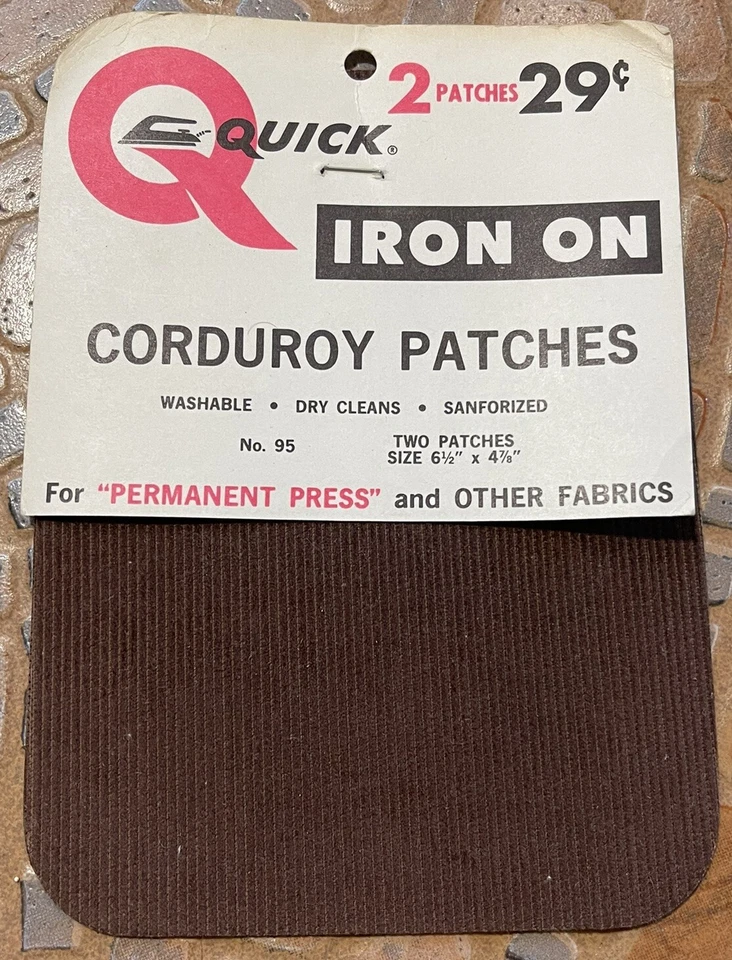 2 PATCHES 29¢
QUICK®
IRON ON
CORDUROY PATCHES
WASHABLE • DRY CLEANS • SANFORIZED
No. 95
TWO PATCHES
SIZE 6½" x 4⅞"
For "PERMANENT PRESS" and OTHER FABRICS